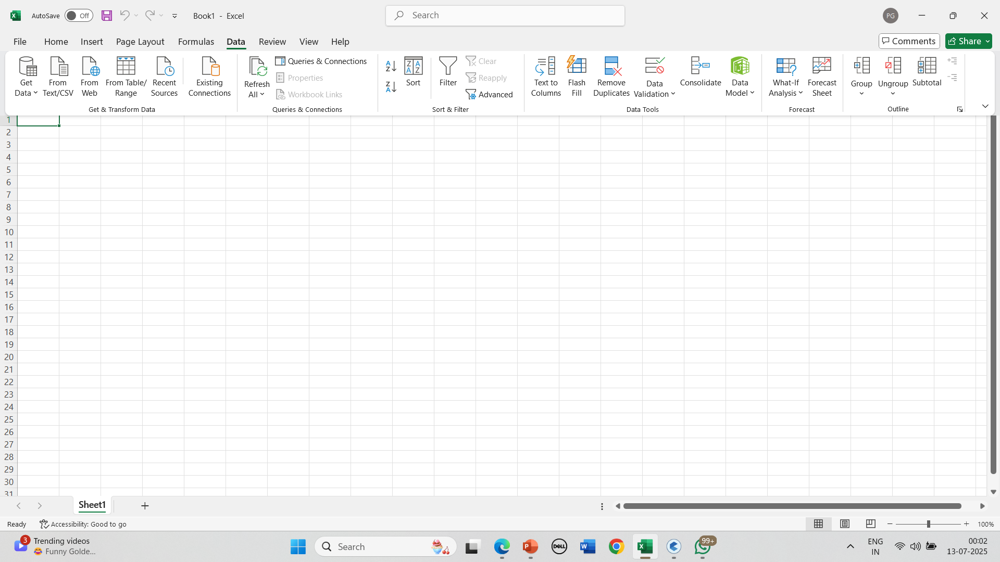 AutoSave Off Book1 - Excel Search PG
File Home Insert Page Layout Formulas Data Review View Help Comments Share
Get Data
From Text/CSV
From Web
From Table/ Range
Recent Sources
Existing Connections
Get & Transform Data
Refresh All
Queries & Connections
Properties
Workbook Links
Queries & Connections
Sort
Filter
Clear
Reapply
Advanced
Sort & Filter
Text to Columns
Flash Fill
Remove Duplicates
Data Validation
Consolidate
Data Model
Data Tools
What-If Analysis
Forecast Sheet
Forecast
Group
Ungroup
Subtotal
Outline
1
2
3
4
5
6
7
8
9
10
11
12
13
14
15
16
17
18
19
20
21
22
23
24
25
26
27
28
29
30
31
Sheet1
Ready Accessibility: Good to go 100%
3 Trending videos
Funny Golde...
Search
DELL
99+
ENG
IN
00:02
13-07-2025